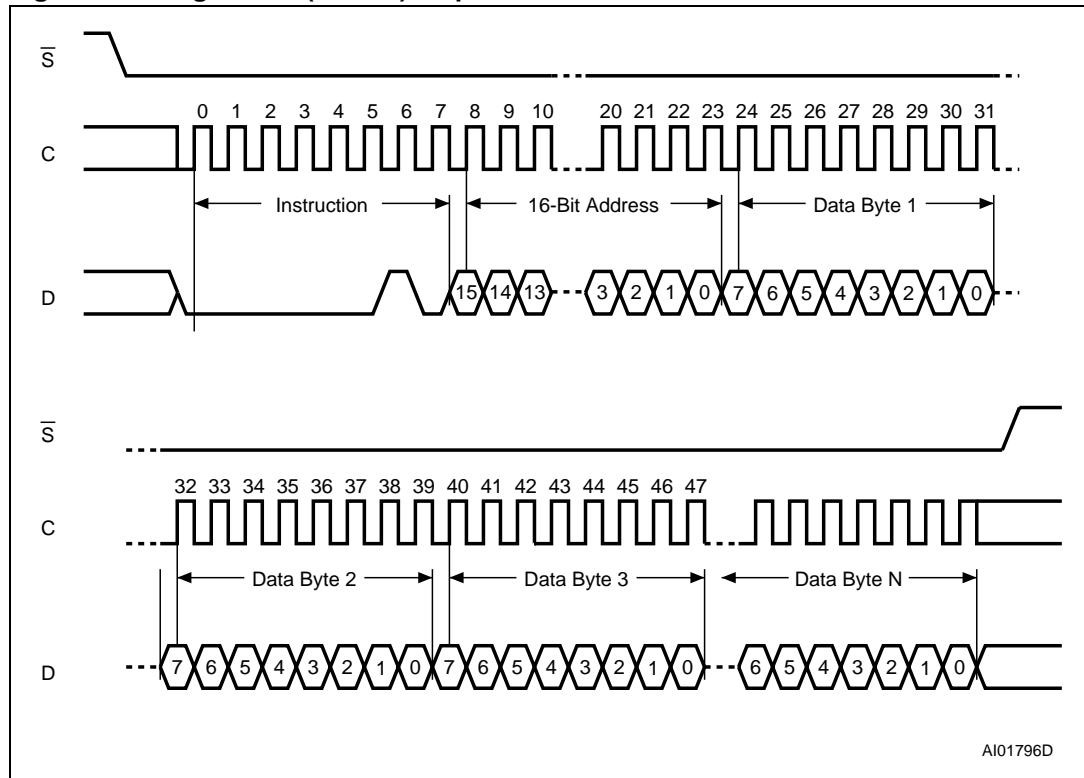 S
0 1 2 3 4 5 6 7 8 9 10 20 21 22 23 24 25 26 27 28 29 30 31
C
Instruction 16-Bit Address Data Byte 1
D 15 14 13 3 2 1 0 7 6 5 4 3 2 1 0
S
32 33 34 35 36 37 38 39 40 41 42 43 44 45 46 47
C
Data Byte 2 Data Byte 3 Data Byte N
D 7 6 5 4 3 2 1 0 7 6 5 4 3 2 1 0 6 5 4 3 2 1 0
AI01796D